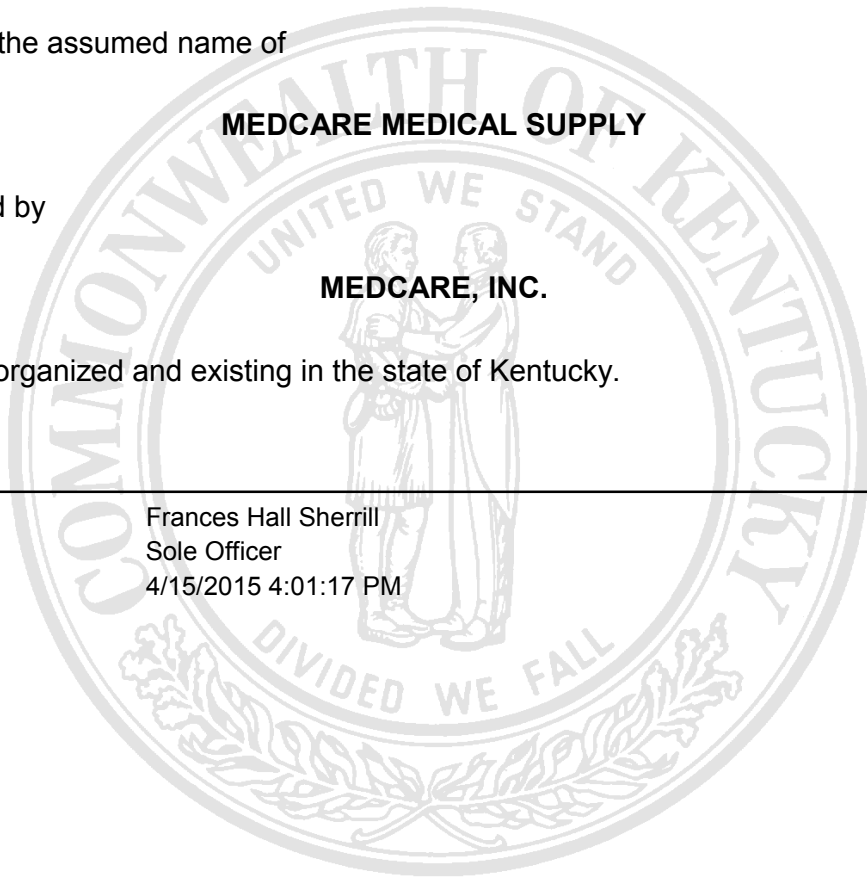 the assumed name of
MEDCARE MEDICAL SUPPLY
d by
MEDCARE, INC.
organized and existing in the state of Kentucky.
Frances Hall Sherrill
Sole Officer
4/15/2015 4:01:17 PM
COMMONWEALTH OF KENTUCKY
UNITED WE STAND
DIVIDED WE FALL